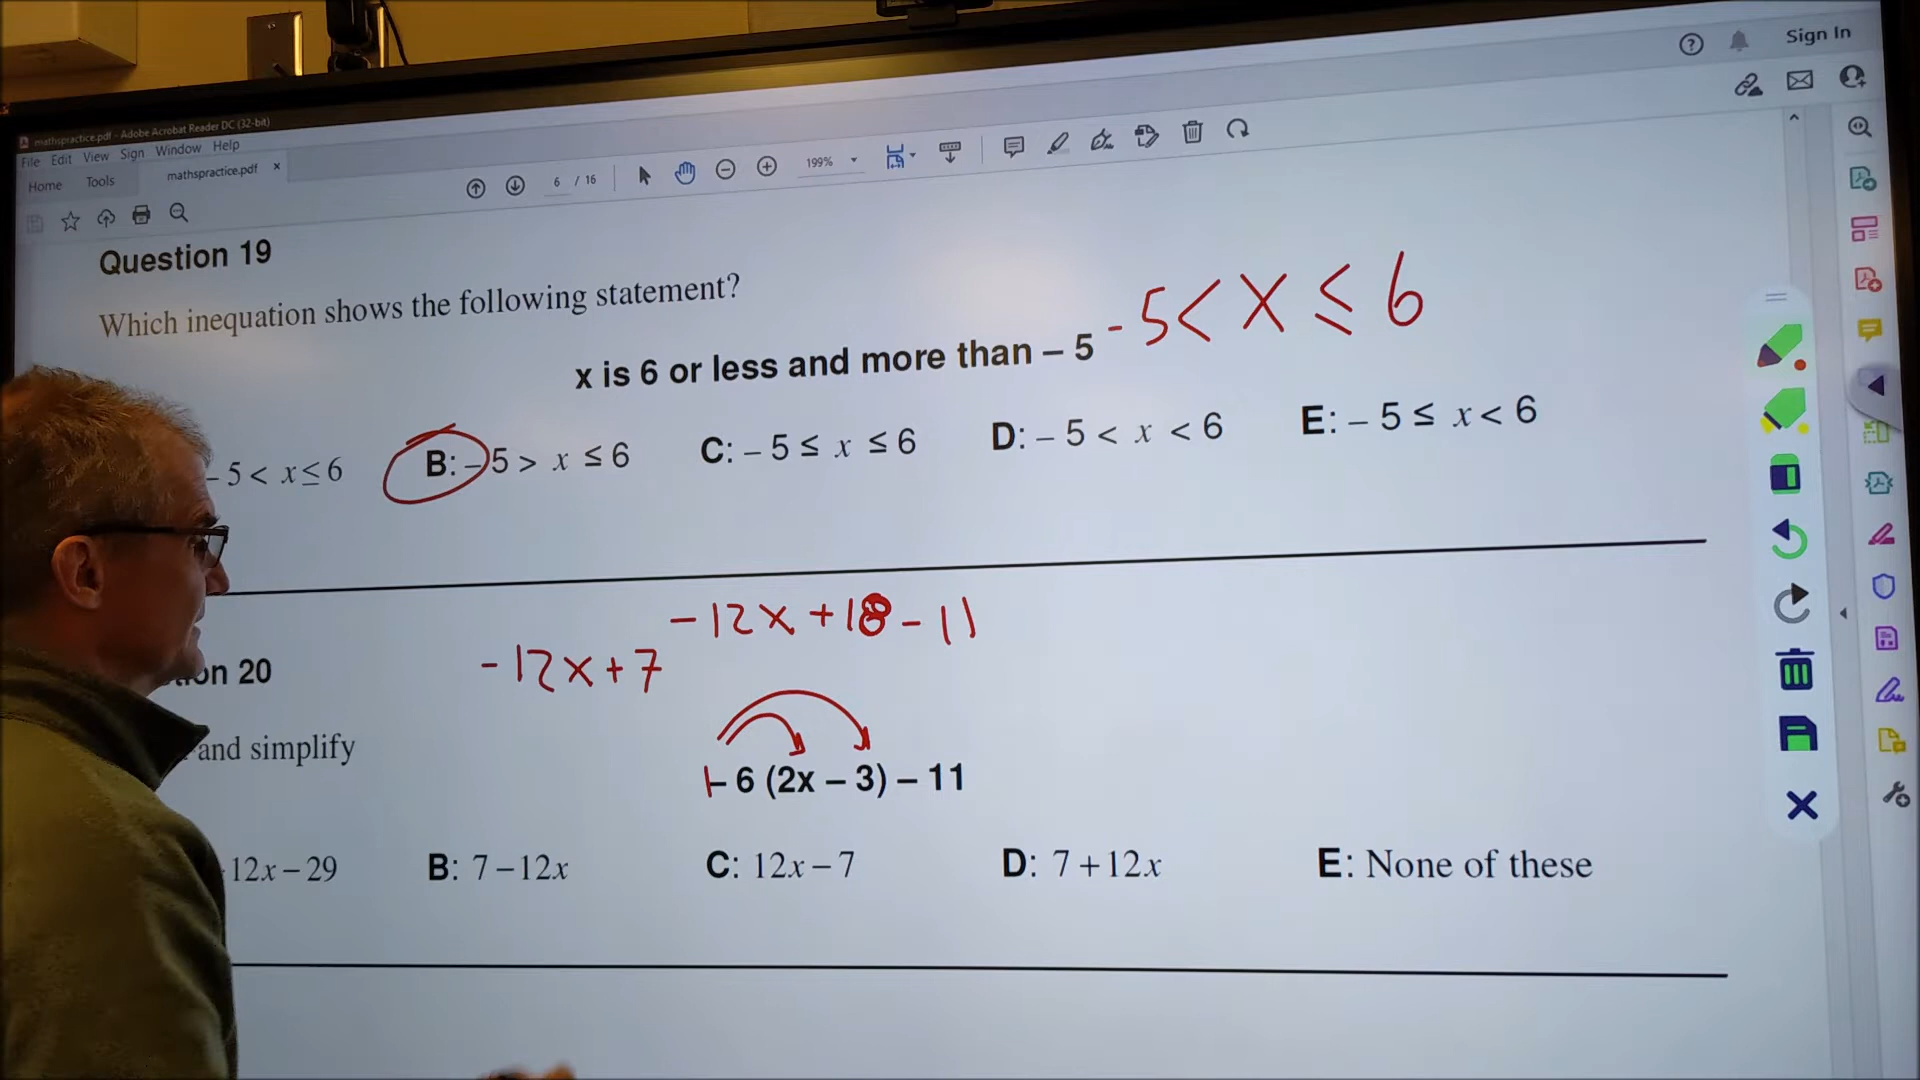 Sign In
mathspractice.pdf - Adobe Acrobat Reader DC (32-bit)
File Edit View Sign Window Help
Home Tools mathspractice.pdf ×
6 / 16 199%
Question 19
Which inequation shows the following statement?
x is 6 or less and more than – 5
- 5 < x ≤ 6
– 5 < x ≤ 6 B: – 5 > x ≤ 6 C: – 5 ≤ x ≤ 6 D: – 5 < x < 6 E: – 5 ≤ x < 6
- 12x + 18 - 11
- 12x + 7
on 20
and simplify
– 6 (2x – 3) – 11
12x – 29 B: 7 – 12x C: 12x – 7 D: 7 + 12x E: None of these